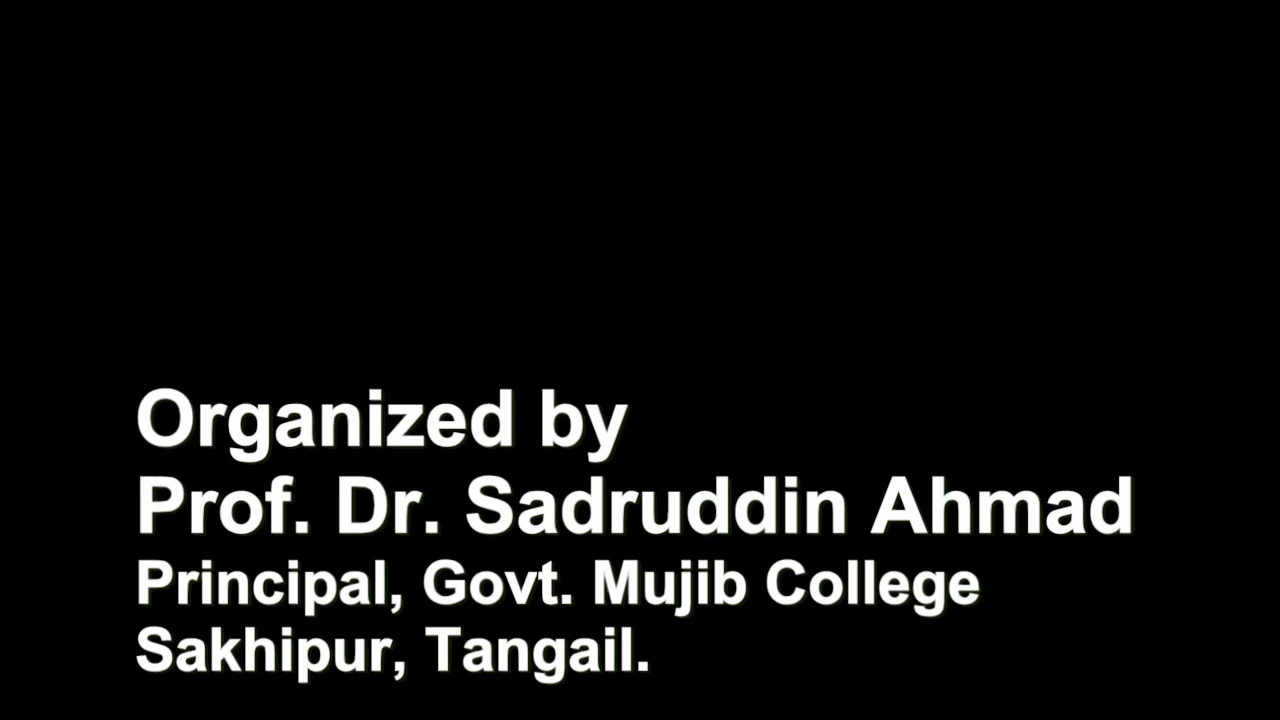 Organized by
Prof. Dr. Sadruddin Ahmad
Principal, Govt. Mujib College
Sakhipur, Tangail.